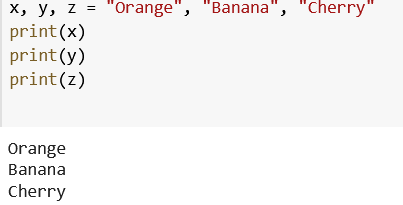 x, y, z = "Orange", "Banana", "Cherry"
print(x)
print(y)
print(z)
Orange
Banana
Cherry